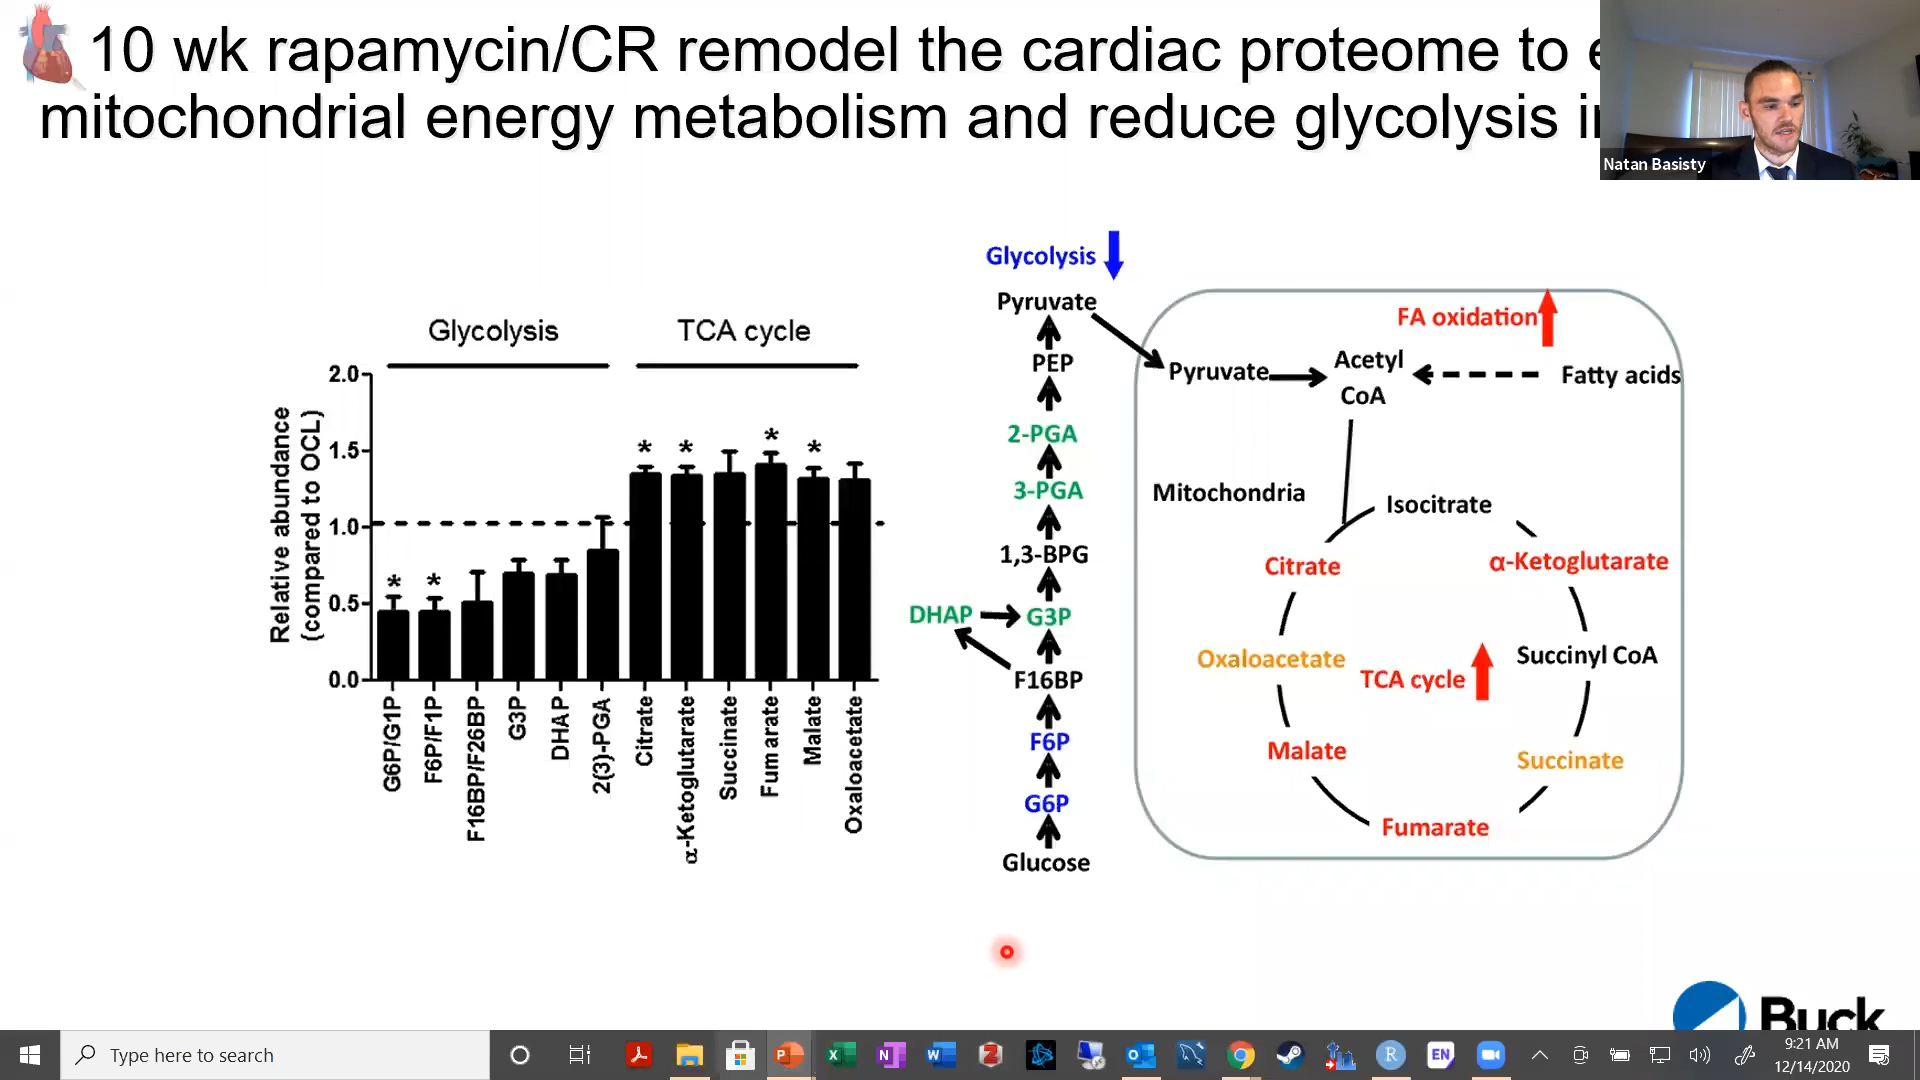 10 wk rapamycin/CR remodel the cardiac proteome to
mitochondrial energy metabolism and reduce glycolysis
Natan Basisty
Glycolysis
TCA cycle
Relative abundance
(compared to OCL)
2.0
1.5
1.0
0.5
0.0
*
*
*
*
*
*
G6P/G1P
F6P/F1P
F16BP/F26BP
G3P
DHAP
2(3)-PGA
Citrate
α-Ketoglutarate
Succinate
Fumarate
Malate
Oxaloacetate
Glycolysis
Pyruvate
PEP
2-PGA
3-PGA
1,3-BPG
DHAP
G3P
F16BP
F6P
G6P
Glucose
FA oxidation
Pyruvate
Acetyl
CoA
Fatty acids
Mitochondria
Isocitrate
Citrate
α-Ketoglutarate
Oxaloacetate
TCA cycle
Succinyl CoA
Malate
Succinate
Fumarate
Buck
Type here to search
EN
9:21 AM
12/14/2020